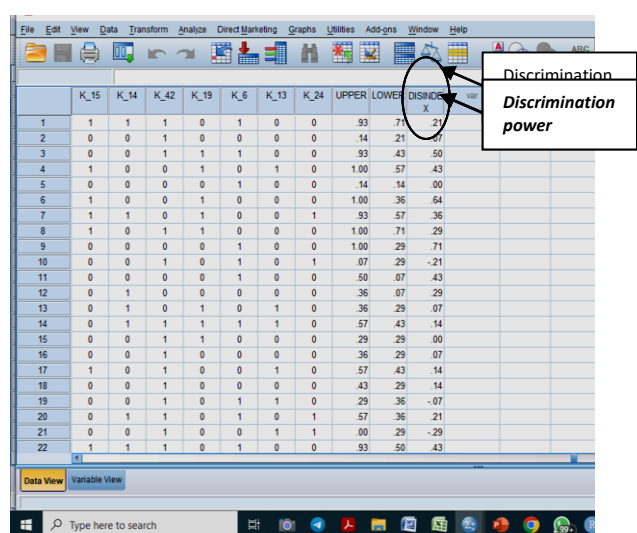 File Edit View Data Transform Analyze Direct Marketing Graphs Utilities Add-ons Window Help
ABC
Discrimination
Discrimination
power
K_15 K_14 K_42 K_19 K_6 K_13 K_24 UPPER LOWER DISINDE
X
var
1 1 1 1 0 1 0 0 .93 .71 .21
2 0 0 1 0 0 0 0 .14 .21 .07
3 0 0 1 1 1 0 0 .93 .43 .50
4 1 0 0 1 0 1 0 1.00 .57 .43
5 0 0 0 0 1 0 0 .14 .14 .00
6 1 0 0 1 0 0 0 1.00 .36 .64
7 1 1 0 1 0 0 1 .93 .57 .36
8 1 0 1 1 0 0 0 1.00 .71 .29
9 0 0 0 0 1 0 0 1.00 .29 .71
10 0 0 1 0 1 0 1 .07 .29 -.21
11 0 0 0 0 1 0 0 .50 .07 .43
12 0 1 0 0 0 0 0 .36 .07 .29
13 0 1 0 1 0 1 0 .36 .29 .07
14 0 1 1 1 1 1 0 .57 .43 .14
15 0 0 1 1 0 0 0 .29 .29 .00
16 0 0 1 0 0 0 0 .36 .29 .07
17 1 0 1 0 0 1 0 .57 .43 .14
18 0 0 1 0 0 0 0 .43 .29 .14
19 0 0 1 0 1 1 0 .29 .36 -.07
20 0 1 1 0 1 0 1 .57 .36 .21
21 0 0 1 0 0 1 1 .00 .29 -.29
22 1 1 1 0 1 0 0 .93 .50 .43
Data View Variable View
Type here to search
99+